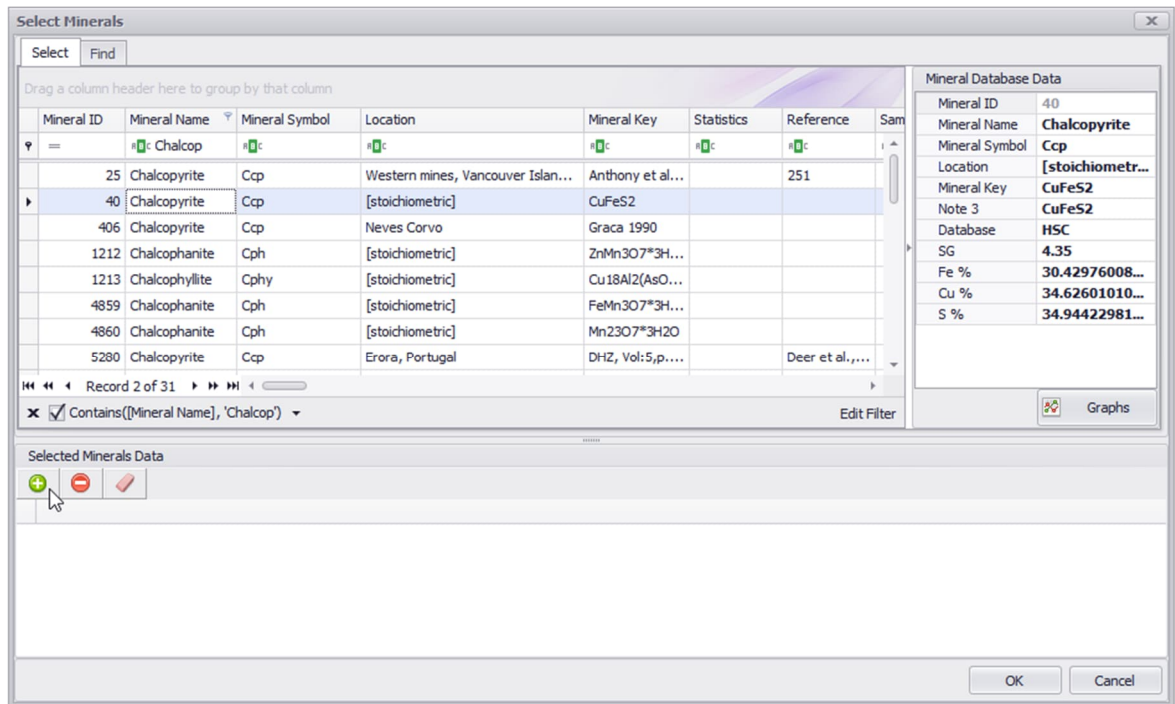 Select Minerals
Select Find
Drag a column header here to group by that column
Mineral ID Mineral Name Mineral Symbol Location Mineral Key Statistics Reference Sam
= Chalcop
25 Chalcopyrite Ccp Western mines, Vancouver Islan... Anthony et al... 251
40 Chalcopyrite Ccp [stoichiometric] CuFeS2
406 Chalcopyrite Ccp Neves Corvo Graca 1990
1212 Chalcophanite Cph [stoichiometric] ZnMn3O7*3H...
1213 Chalcophyllite Cphy [stoichiometric] Cu18Al2(AsO...
4859 Chalcophanite Cph [stoichiometric] FeMn3O7*3H...
4860 Chalcophanite Cph [stoichiometric] Mn23O7*3H2O
5280 Chalcopyrite Ccp Erora, Portugal DHZ, Vol:5,p.... Deer et al.,...
Record 2 of 31
Contains([Mineral Name], 'Chalcop') Edit Filter
Mineral Database Data
Mineral ID 40
Mineral Name Chalcopyrite
Mineral Symbol Ccp
Location [stoichiometr...
Mineral Key CuFeS2
Note 3 CuFeS2
Database HSC
SG 4.35
Fe % 30.42976008...
Cu % 34.62601010...
S % 34.94422981...
Graphs
Selected Minerals Data
OK Cancel